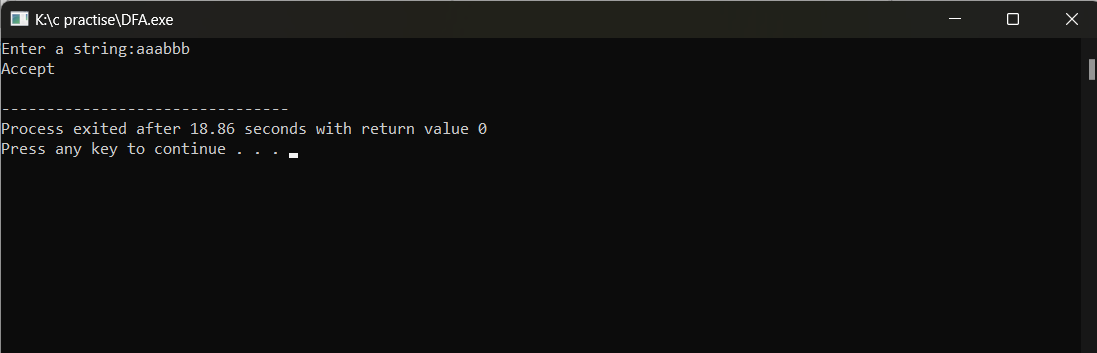 K:\c practise\DFA.exe
Enter a string:aaabbb
Accept
--------------------------------
Process exited after 18.86 seconds with return value 0
Press any key to continue . . .